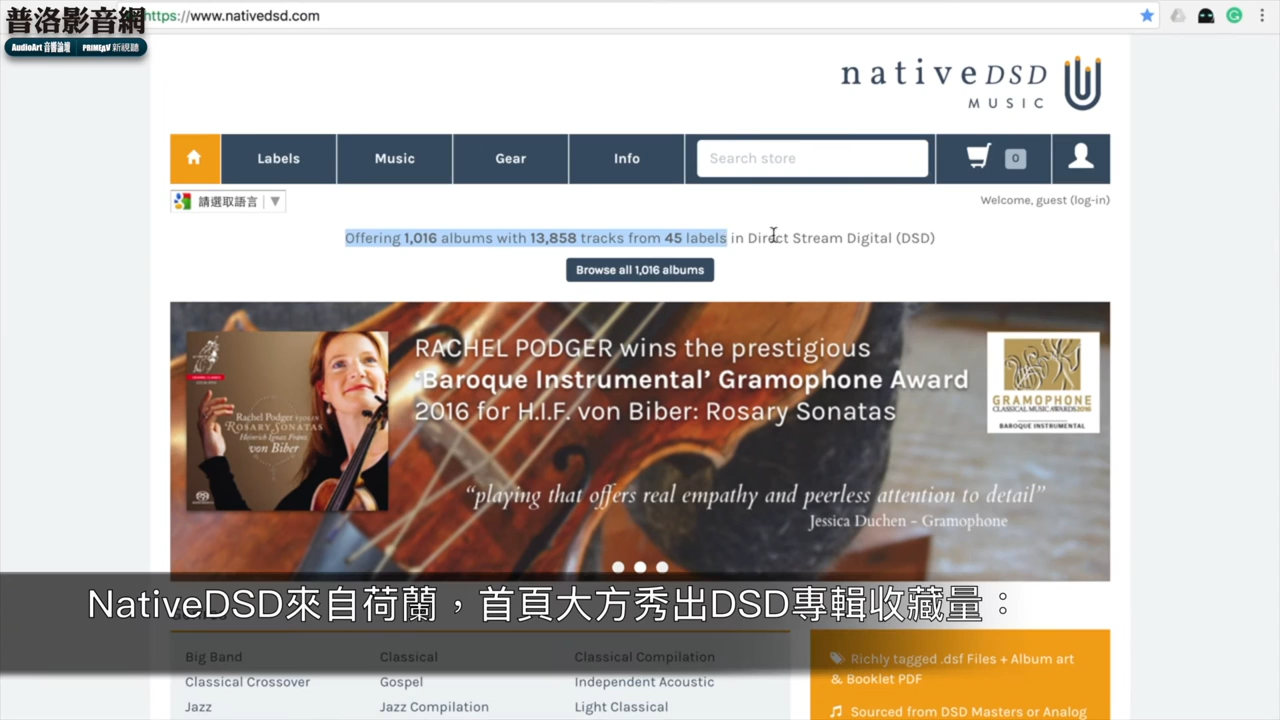 普洛影音網
AudioArt 音響論壇 PRIMEAV 新視聽
https://www.nativedsd.com
nativeDSD
MUSIC
Labels Music Gear Info Search store 0
請選取語言 ▼
Welcome, guest (log-in)
Offering 1,016 albums with 13,858 tracks from 45 labels in Direct Stream Digital (DSD)
Browse all 1,016 albums
RACHEL PODGER wins the prestigious
‘Baroque Instrumental’ Gramophone Award
2016 for H.I.F. von Biber: Rosary Sonatas
Rachel Podger VIOLIN
ROSARY SONATAS
Heinrich Ignaz Franz
von Biber
GRAMOPHONE
CLASSICAL MUSIC AWARDS 2016
BAROQUE INSTRUMENTAL
“playing that offers real empathy and peerless attention to detail”
Jessica Duchen - Gramophone
NativeDSD來自荷蘭，首頁大方秀出DSD專輯收藏量：
Big Band Classical Classical Compilation
Classical Crossover Gospel Independent Acoustic
Jazz Jazz Compilation Light Classical
Richly tagged .dsf Files + Album art
& Booklet PDF
Sourced from DSD Masters or Analog